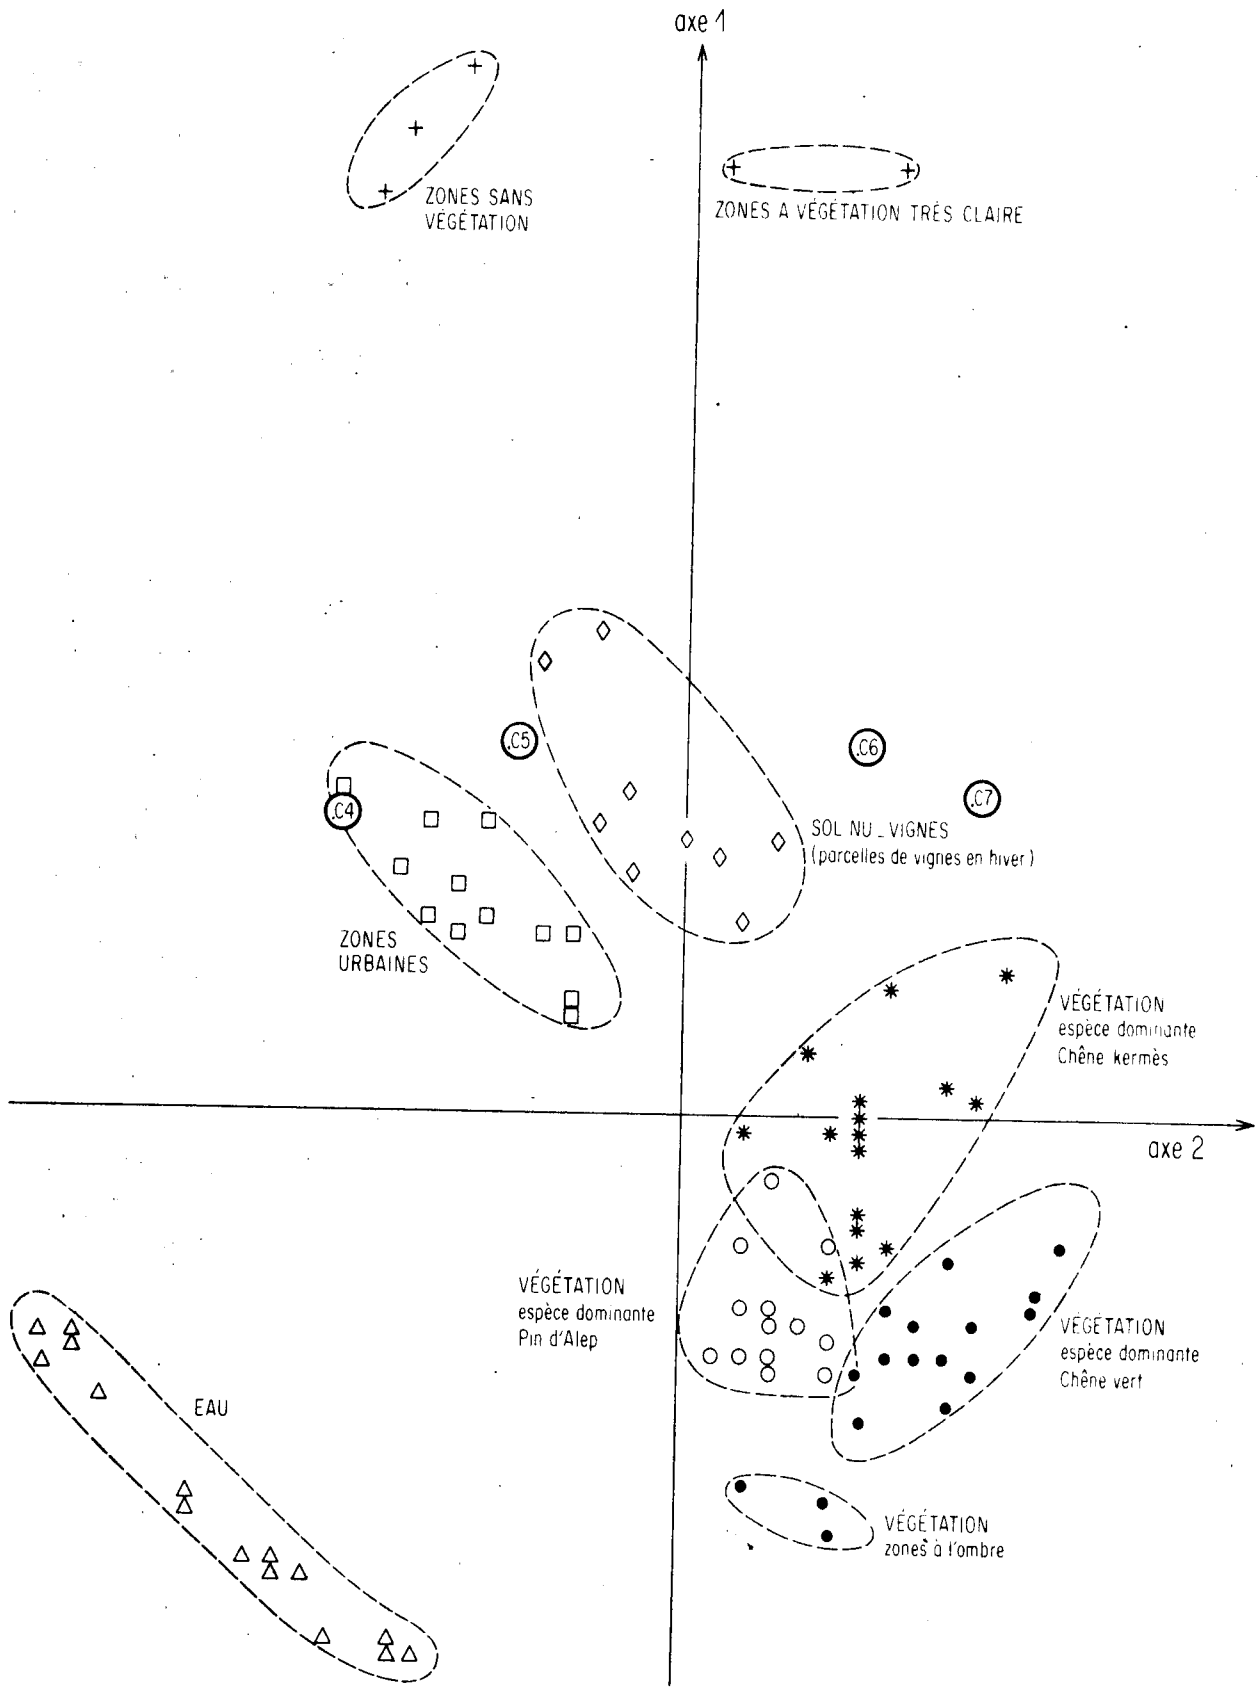 axe 1
ZONES SANS
VÉGÉTATION
ZONES A VÉGÉTATION TRÉS CLAIRE
.C5
.C6
.C4
.C7
SOL NU _ VIGNES
(parcelles de vignes en hiver)
ZONES
URBAINES
VÉGÉTATION
espèce dominante
Chêne kermès
axe 2
VÉGÉTATION
espèce dominante
Pin d'Alep
VÉGÉTATION
espèce dominante
Chêne vert
EAU
VÉGÉTATION
zones à l'ombre